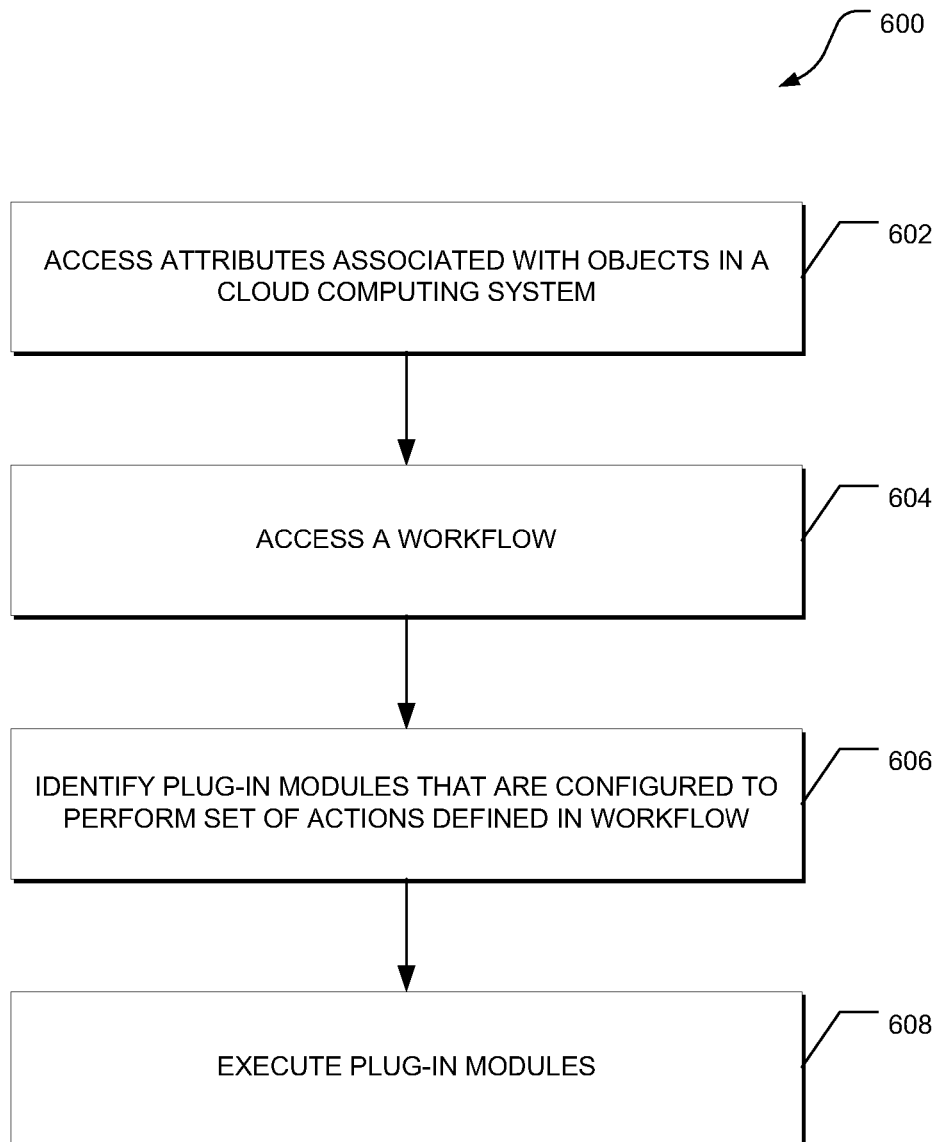 600
ACCESS ATTRIBUTES ASSOCIATED WITH OBJECTS IN A
CLOUD COMPUTING SYSTEM
602
ACCESS A WORKFLOW
604
IDENTIFY PLUG-IN MODULES THAT ARE CONFIGURED TO
PERFORM SET OF ACTIONS DEFINED IN WORKFLOW
606
EXECUTE PLUG-IN MODULES
608